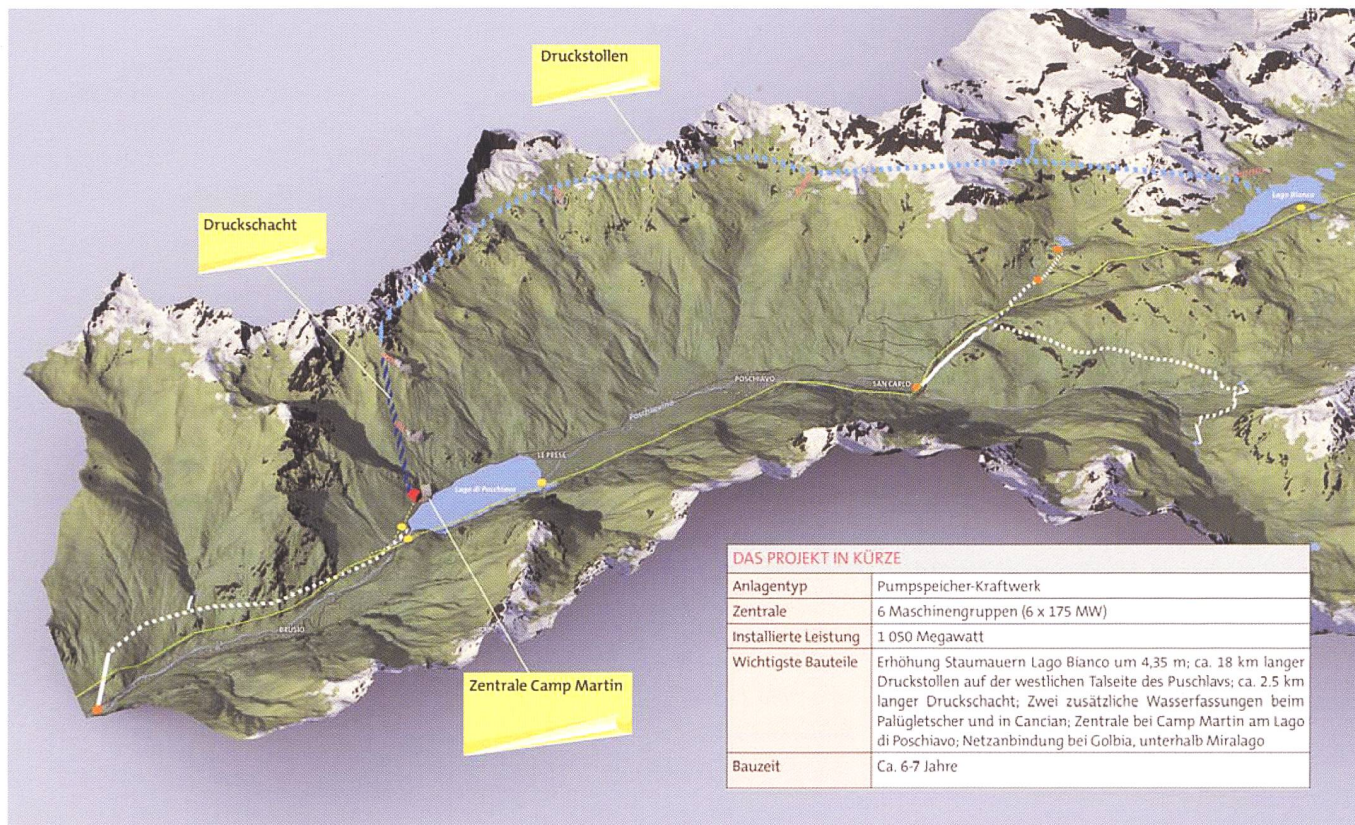 Druckstollen
Druckschacht
Lago Bianco
POSCHIAVO
SAN CARLO
Poschiavino
LE PRESE
Lago di Poschiavo
BRUSIO
Zentrale Camp Martin
DAS PROJEKT IN KÜRZE
Anlagentyp Pumpspeicher-Kraftwerk
Zentrale 6 Maschinengruppen (6 x 175 MW)
Installierte Leistung 1 050 Megawatt
Wichtigste Bauteile Erhöhung Staumauern Lago Bianco um 4,35 m; ca. 18 km langer
Druckstollen auf der westlichen Talseite des Puschlavs; ca. 2.5 km
langer Druckschacht; Zwei zusätzliche Wasserfassungen beim
Palügletscher und in Cancian; Zentrale bei Camp Martin am Lago
di Poschiavo; Netzanbindung bei Golbia, unterhalb Miralago
Bauzeit Ca. 6-7 Jahre